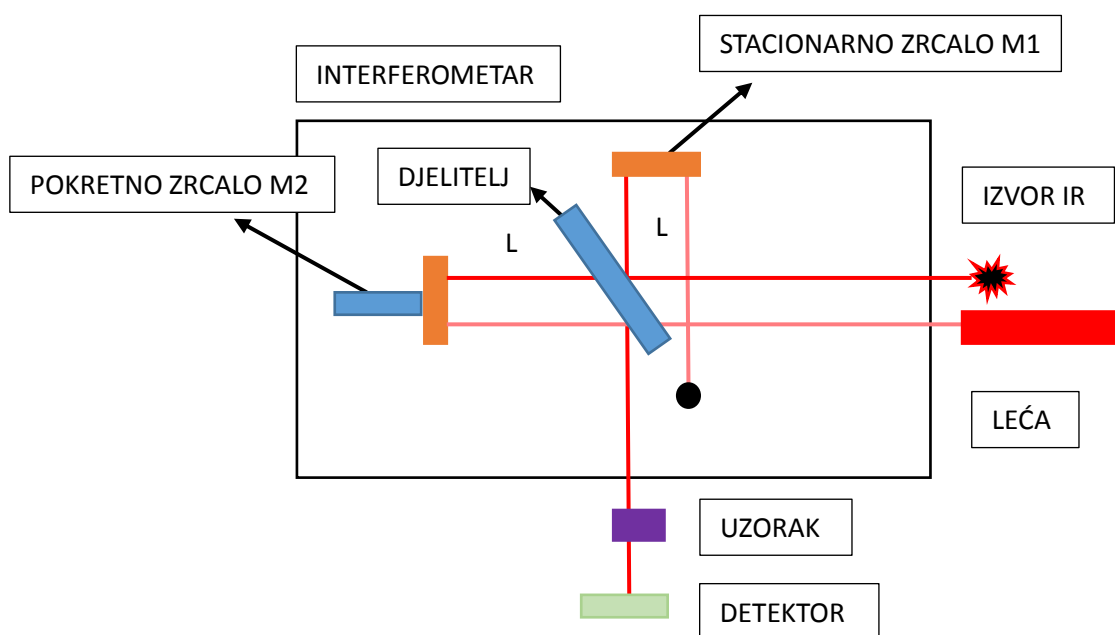 STACIONARNO ZRCALO M1
INTERFEROMETAR
POKRETNO ZRCALO M2
DJELITELJ
IZVOR IR
L
L
LEĆA
UZORAK
DETEKTOR